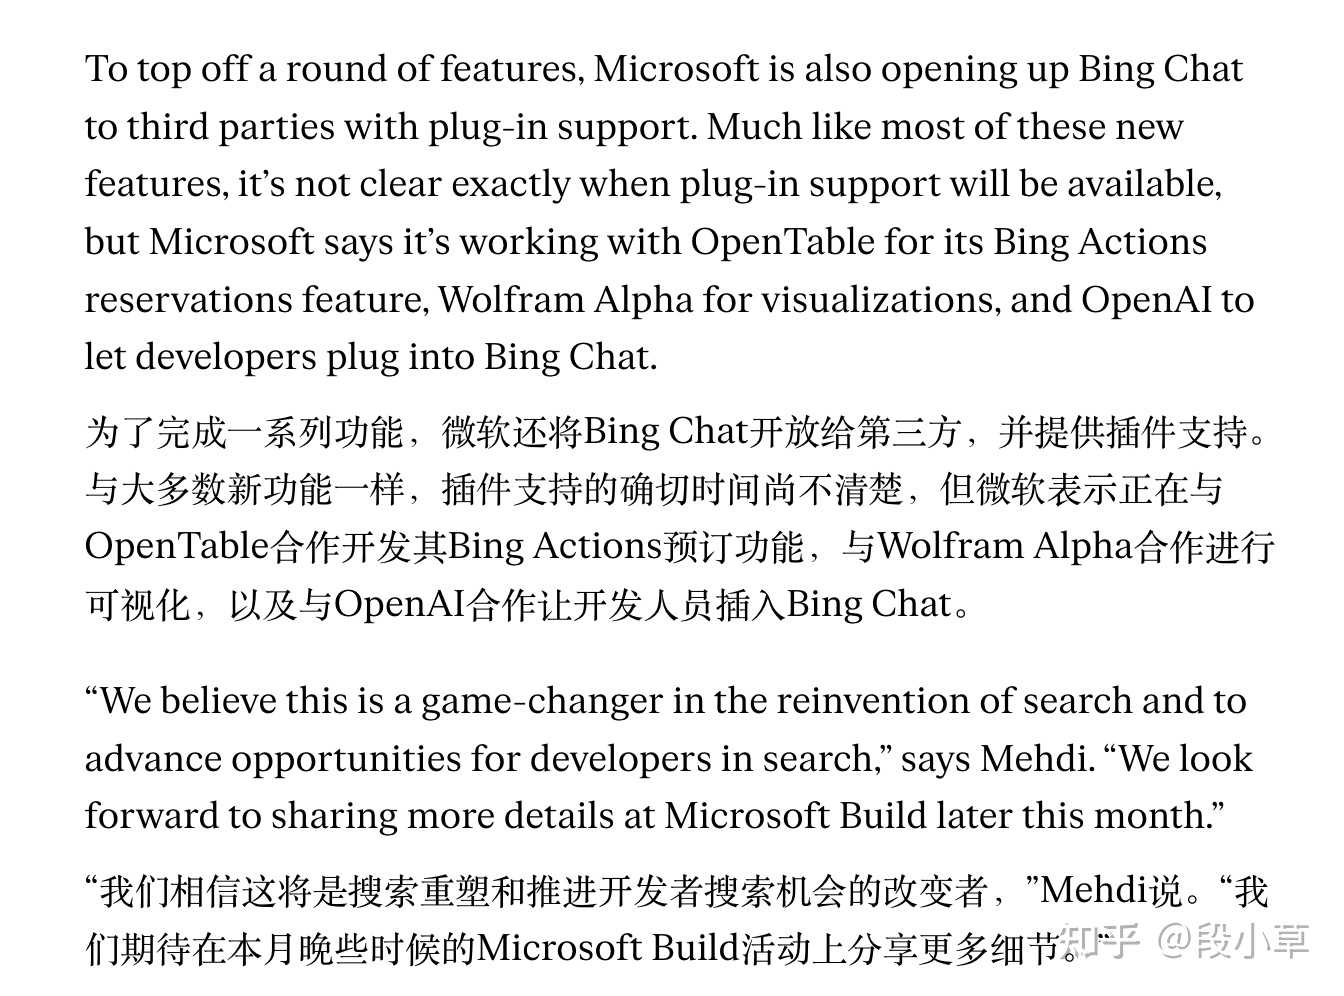 To top off a round of features, Microsoft is also opening up Bing Chat
to third parties with plug-in support. Much like most of these new
features, it’s not clear exactly when plug-in support will be available,
but Microsoft says it’s working with OpenTable for its Bing Actions
reservations feature, Wolfram Alpha for visualizations, and OpenAI to
let developers plug into Bing Chat.
为了完成一系列功能，微软还将Bing Chat开放给第三方，并提供插件支持。
与大多数新功能一样，插件支持的确切时间尚不清楚，但微软表示正在与
OpenTable合作开发其Bing Actions预订功能，与Wolfram Alpha合作进行
可视化，以及与OpenAI合作让开发人员插入Bing Chat。
“We believe this is a game-changer in the reinvention of search and to
advance opportunities for developers in search,” says Mehdi. “We look
forward to sharing more details at Microsoft Build later this month.”
“我们相信这将是搜索重塑和推进开发者搜索机会的改变者，”Mehdi说。“我
们期待在本月晚些时候的Microsoft Build活动上分享更多细节。”
知乎 @段小草